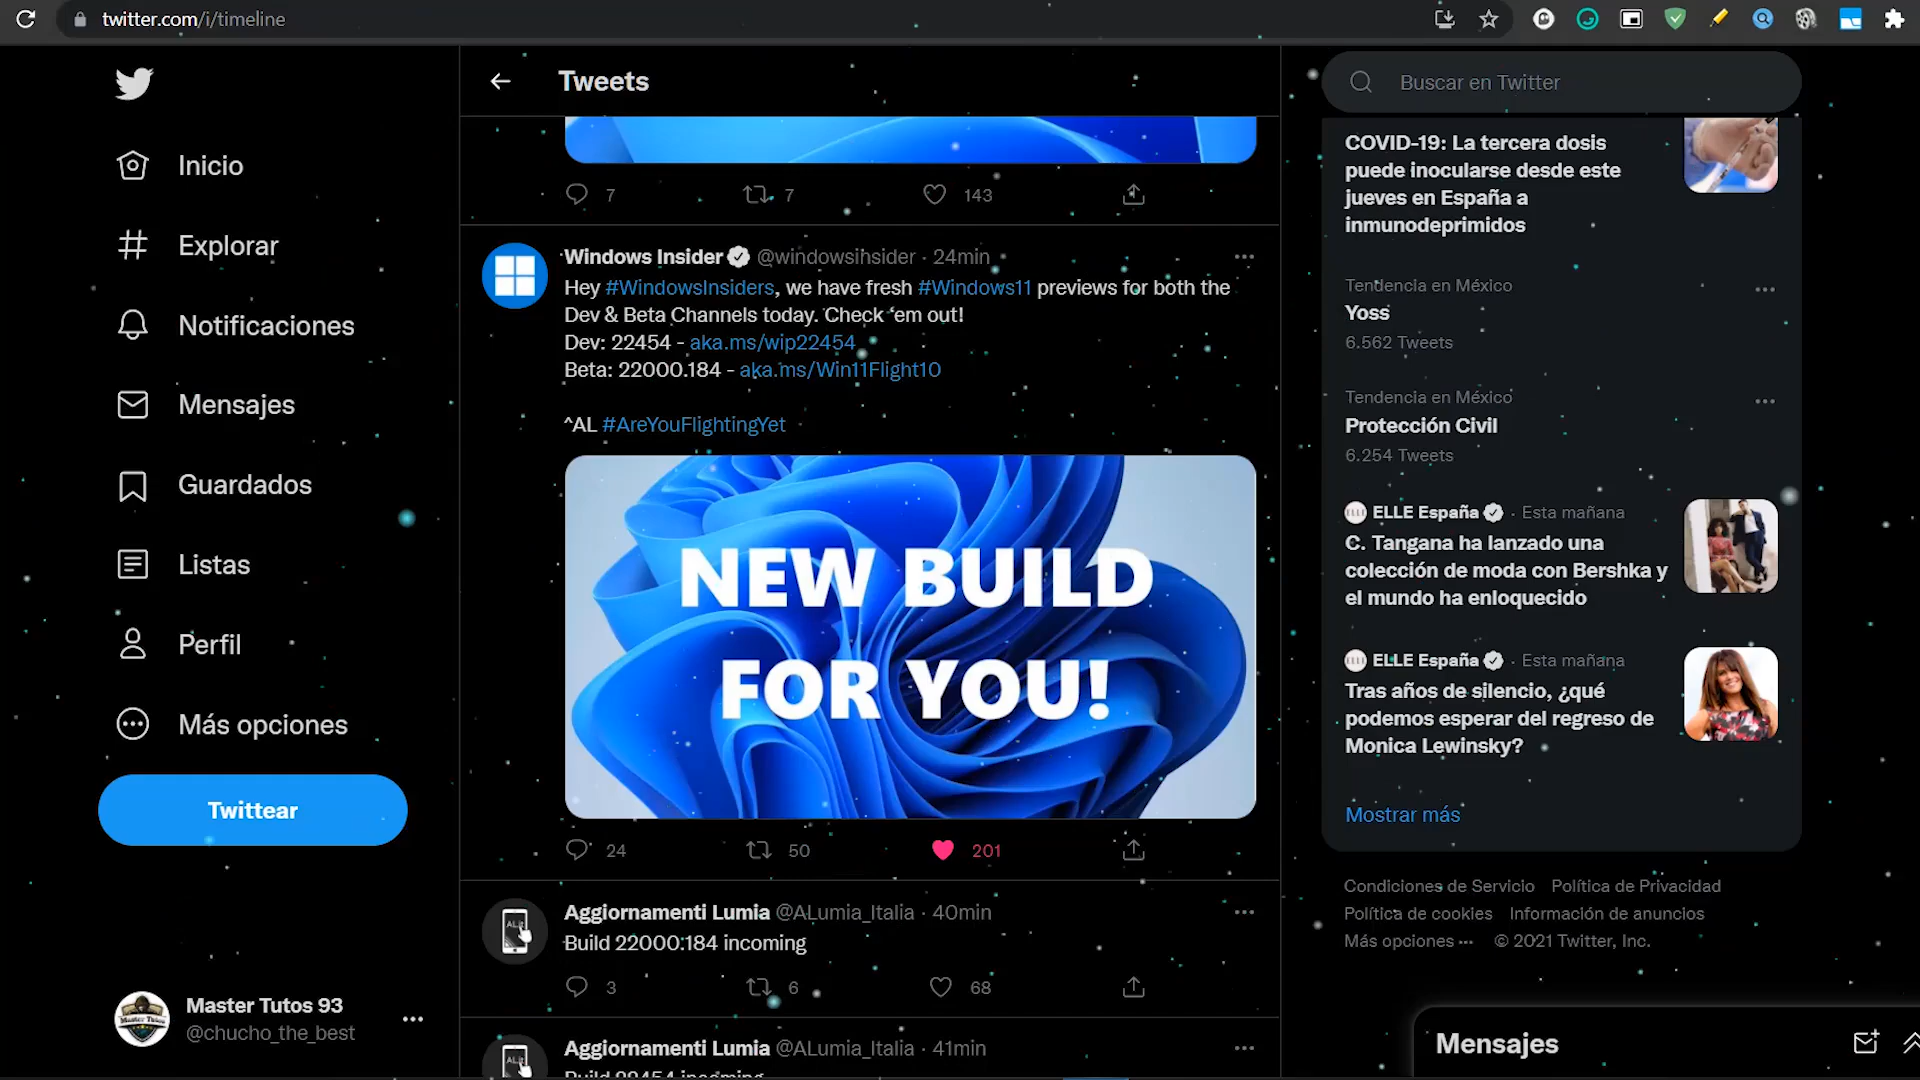 twitter.com/i/timeline
Inicio
Explorar
Notificaciones
Mensajes
Guardados
Listas
Perfil
Más opciones
Twittear
Master Tutos 93
@chucho_the_best
Tweets
7 7 143
Windows Insider @windowsinsider · 24min
Hey #WindowsInsiders, we have fresh #Windows11 previews for both the
Dev & Beta Channels today. Check ‘em out!
Dev: 22454 - aka.ms/wip22454
Beta: 22000.184 - aka.ms/Win11Flight10
^AL #AreYouFlightingYet
NEW BUILD
FOR YOU!
24 50 201
Aggiornamenti Lumia @ALumia_Italia · 40min
Build 22000.184 incoming
3 6 68
Aggiornamenti Lumia @ALumia_Italia · 41min
Build 22454 incoming
Buscar en Twitter
COVID-19: La tercera dosis
puede inocularse desde este
jueves en España a
inmunodeprimidos
Tendencia en México
Yoss
6.562 Tweets
Tendencia en México
Protección Civil
6.254 Tweets
ELLE España · Esta mañana
C. Tangana ha lanzado una
colección de moda con Bershka y
el mundo ha enloquecido
ELLE España · Esta mañana
Tras años de silencio, ¿qué
podemos esperar del regreso de
Monica Lewinsky?
Mostrar más
Condiciones de Servicio Política de Privacidad
Política de cookies Información de anuncios
Más opciones ··· © 2021 Twitter, Inc.
Mensajes